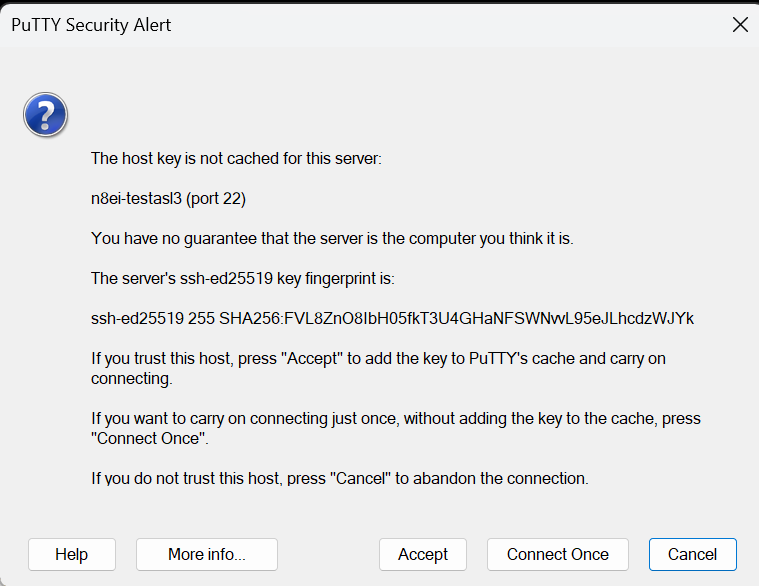 PuTTY Security Alert
The host key is not cached for this server:
n8ei-testasl3 (port 22)
You have no guarantee that the server is the computer you think it is.
The server's ssh-ed25519 key fingerprint is:
ssh-ed25519 255 SHA256:FVL8ZnO8IbH05fkT3U4GHaNFSWNvvL95eJLhcdzWJYk
If you trust this host, press "Accept" to add the key to PuTTY's cache and carry on
connecting.
If you want to carry on connecting just once, without adding the key to the cache, press
"Connect Once".
If you do not trust this host, press "Cancel" to abandon the connection.
Help
More info...
Accept
Connect Once
Cancel